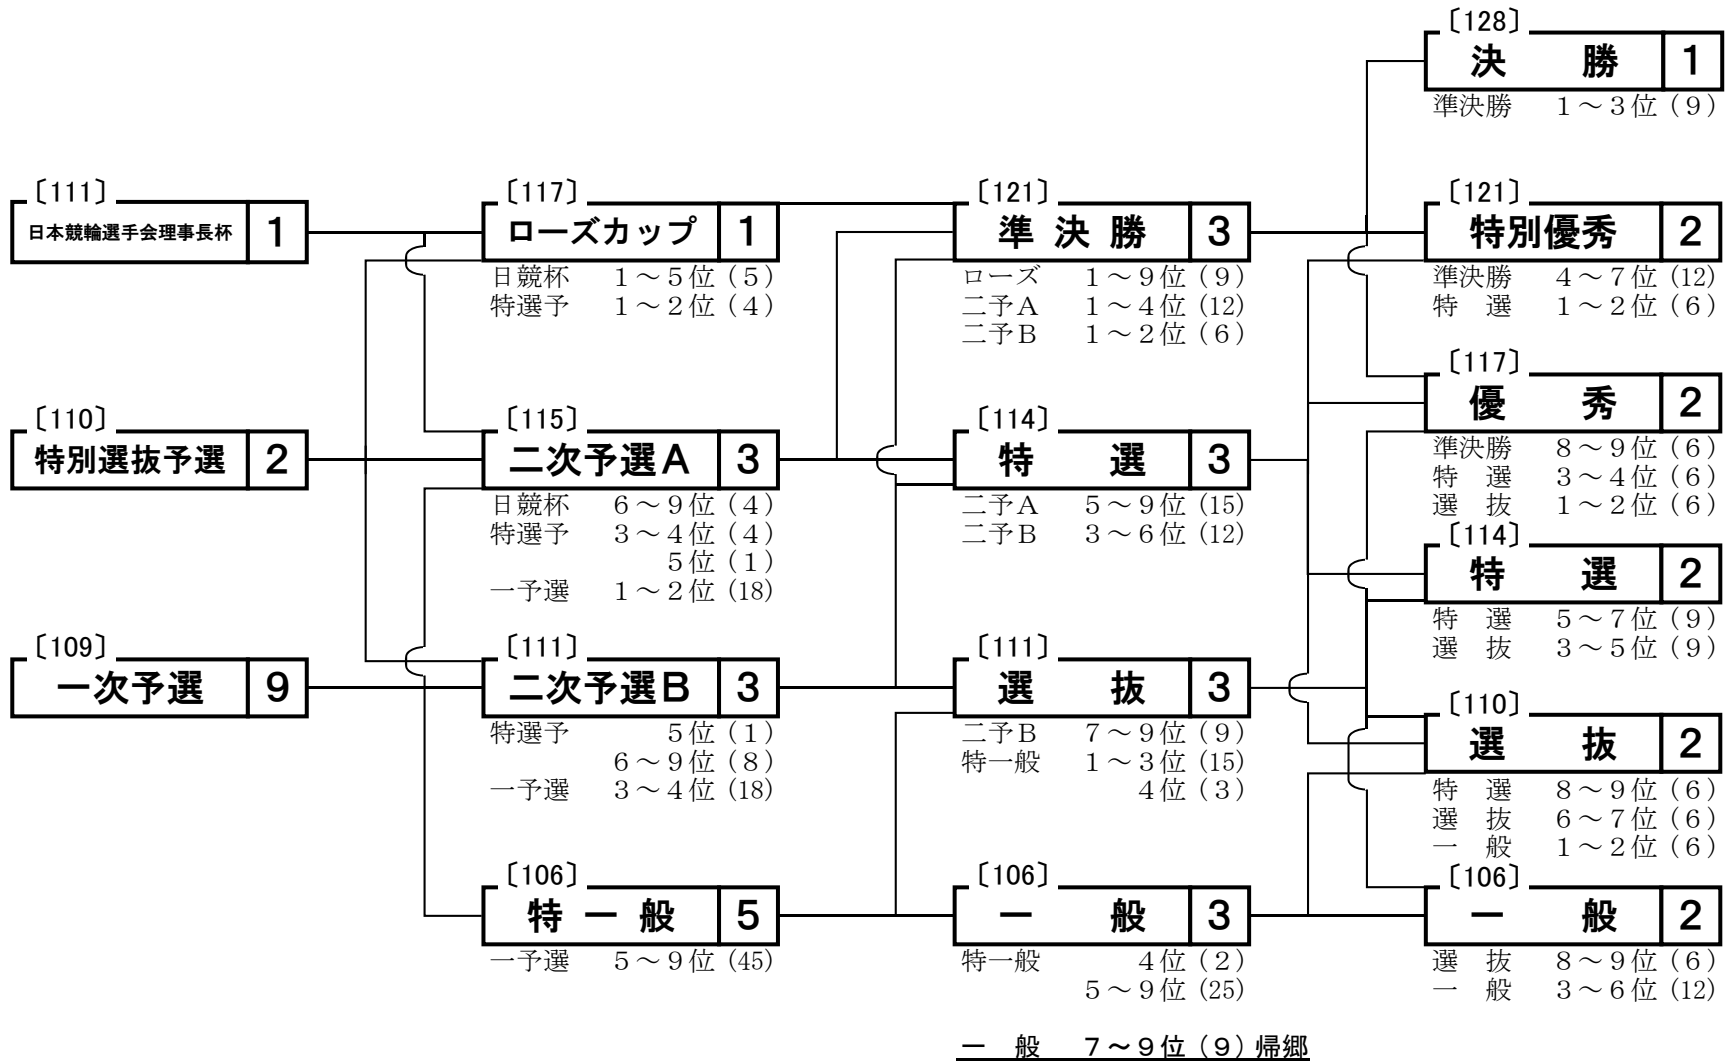 〔111〕
日本競輪選手会理事長杯 1
〔110〕
特別選抜予選 2
〔109〕
一次予選 9
〔117〕
ローズカップ 1
日競杯 1～5位（5）
特選予 1～2位（4）
〔115〕
二次予選A 3
日競杯 6～9位（4）
特選予 3～4位（4）
5位（1）
一予選 1～2位（18）
〔111〕
二次予選B 3
特選予 5位（1）
6～9位（8）
一予選 3～4位（18）
〔106〕
特一般 5
一予選 5～9位（45）
〔121〕
準決勝 3
ローズ 1～9位（9）
二予A 1～4位（12）
二予B 1～2位（6）
〔114〕
特選 3
二予A 5～9位（15）
二予B 3～6位（12）
〔111〕
選抜 3
二予B 7～9位（9）
特一般 1～3位（15）
4位（3）
〔106〕
一般 3
特一般 4位（2）
5～9位（25）
一般 7～9位（9）帰郷
〔128〕
決勝 1
準決勝 1～3位（9）
〔121〕
特別優秀 2
準決勝 4～7位（12）
特選 1～2位（6）
〔117〕
優秀 2
準決勝 8～9位（6）
特選 3～4位（6）
選抜 1～2位（6）
〔114〕
特選 2
特選 5～7位（9）
選抜 3～5位（9）
〔110〕
選抜 2
特選 8～9位（6）
選抜 6～7位（6）
一般 1～2位（6）
〔106〕
一般 2
選抜 8～9位（6）
一般 3～6位（12）